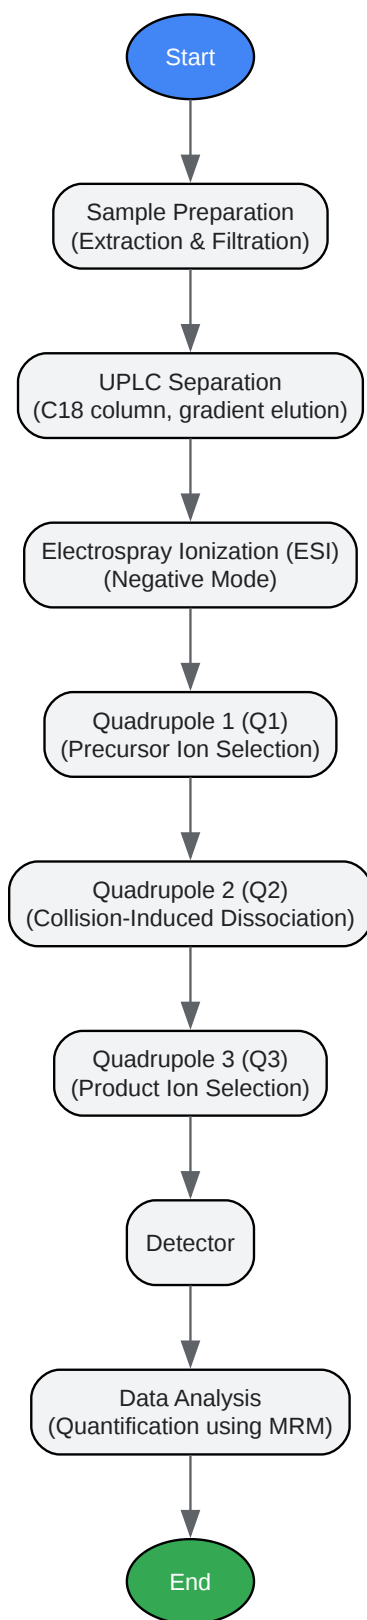 Start
Sample Preparation
(Extraction & Filtration)
UPLC Separation
(C18 column, gradient elution)
Electrospray Ionization (ESI)
(Negative Mode)
Quadrupole 1 (Q1)
(Precursor Ion Selection)
Quadrupole 2 (Q2)
(Collision-Induced Dissociation)
Quadrupole 3 (Q3)
(Product Ion Selection)
Detector
Data Analysis
(Quantification using MRM)
End